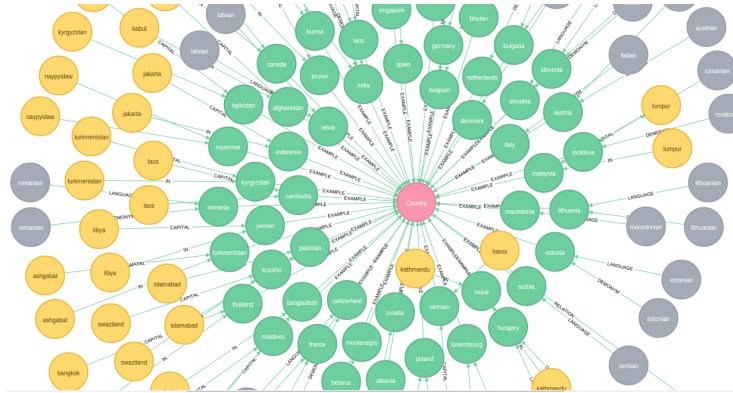 singapore
bhutan
latvian
kabul
kyrgyzstan
burma
laos
germany
bulgaria
austrian
latvian
canada
brunei
india
spain
belgium
netherlands
slovenia
italian
romanian
naypyidaw
jakarta
tajikistan
afghanistan
latvia
denmark
slovakia
austria
lumpur
naypyidaw
jakarta
turkmenistan
myanmar
indonesia
italy
moldova
lumpur
laos
malaysia
romanian
turkmenistan
kyrgyzstan
cambodia
Country
lithuanian
laos
romania
macedonia
lithuania
romanian
libya
yemen
macedonian
lithuanian
turkmenistan
pakistan
hanoi
estonia
ashgabat
libya
islamabad
lesotho
kathmandu
estonian
thailand
bangladesh
switzerland
vietnam
nepal
serbia
ashgabat
swaziland
islamabad
croatia
estonian
maldives
france
montenegro
luxembourg
hungary
bangkok
swaziland
poland
serbian
belarus
albania
kathmandu
CAPITAL
IN
LANGUAGE
DEMONYM
EXAMPLE
RELATION